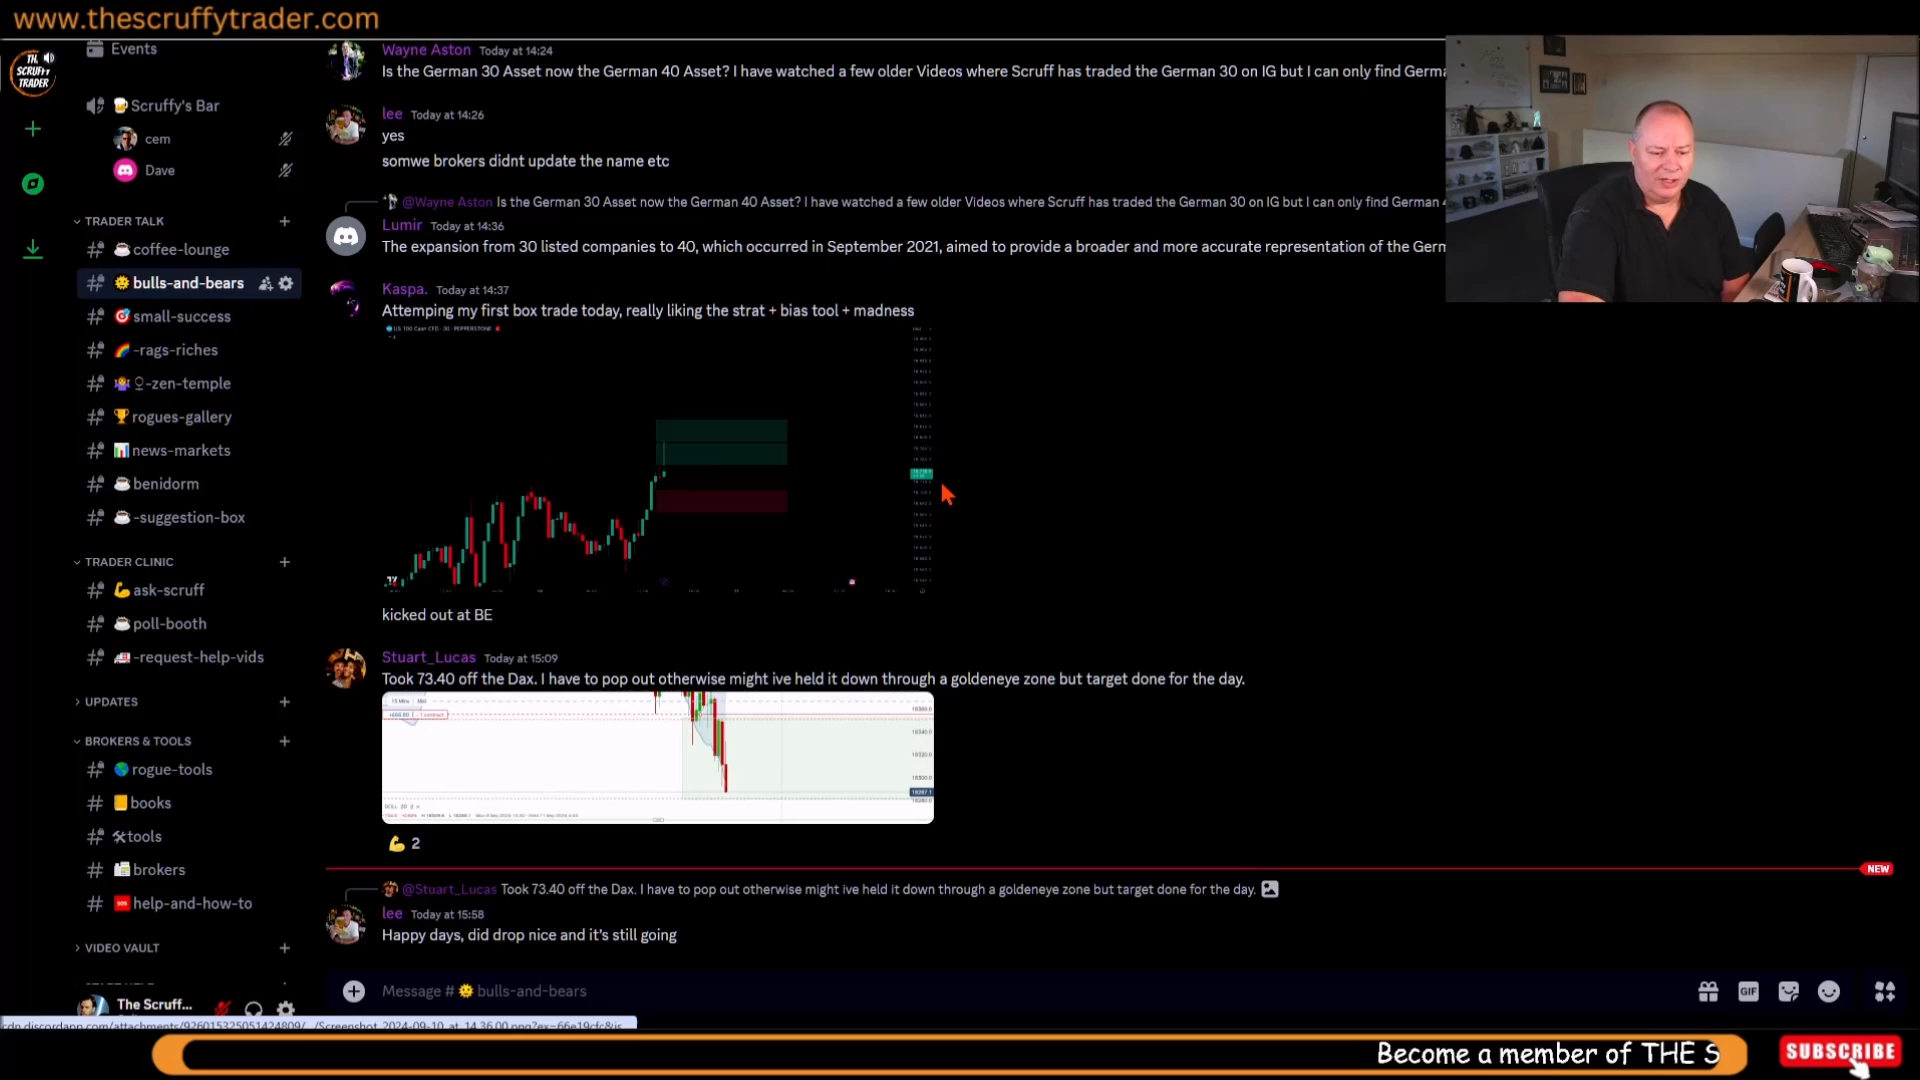 www.thescruffytrader.com
TH. SCRUFFY TRADER
Events
Scruffy's Bar
cem
Dave
TRADER TALK
coffee-lounge
bulls-and-bears
small-success
-rags-riches
-zen-temple
rogues-gallery
news-markets
benidorm
-suggestion-box
TRADER CLINIC
ask-scruff
poll-booth
-request-help-vids
UPDATES
BROKERS & TOOLS
rogue-tools
books
tools
brokers
help-and-how-to
VIDEO VAULT
The Scruff...
Wayne Aston Today at 14:24
Is the German 30 Asset now the German 40 Asset? I have watched a few older Videos where Scruff has traded the German 30 on IG but I can only find Germa
lee Today at 14:26
yes
somwe brokers didnt update the name etc
@Wayne Aston Is the German 30 Asset now the German 40 Asset? I have watched a few older Videos where Scruff has traded the German 30 on IG but I can only find German 4
Lumir Today at 14:36
The expansion from 30 listed companies to 40, which occurred in September 2021, aimed to provide a broader and more accurate representation of the Germ
Kaspa. Today at 14:37
Attemping my first box trade today, really liking the strat + bias tool + madness
US 100 Cash CFD · 30 · PEPPERSTONE
kicked out at BE
Stuart_Lucas Today at 15:09
Took 73.40 off the Dax. I have to pop out otherwise might ive held it down through a goldeneye zone but target done for the day.
2
NEW
@Stuart_Lucas Took 73.40 off the Dax. I have to pop out otherwise might ive held it down through a goldeneye zone but target done for the day.
lee Today at 15:58
Happy days, did drop nice and it's still going
Message # bulls-and-bears
GIF
Become a member of THE S
SUBSCRIBE